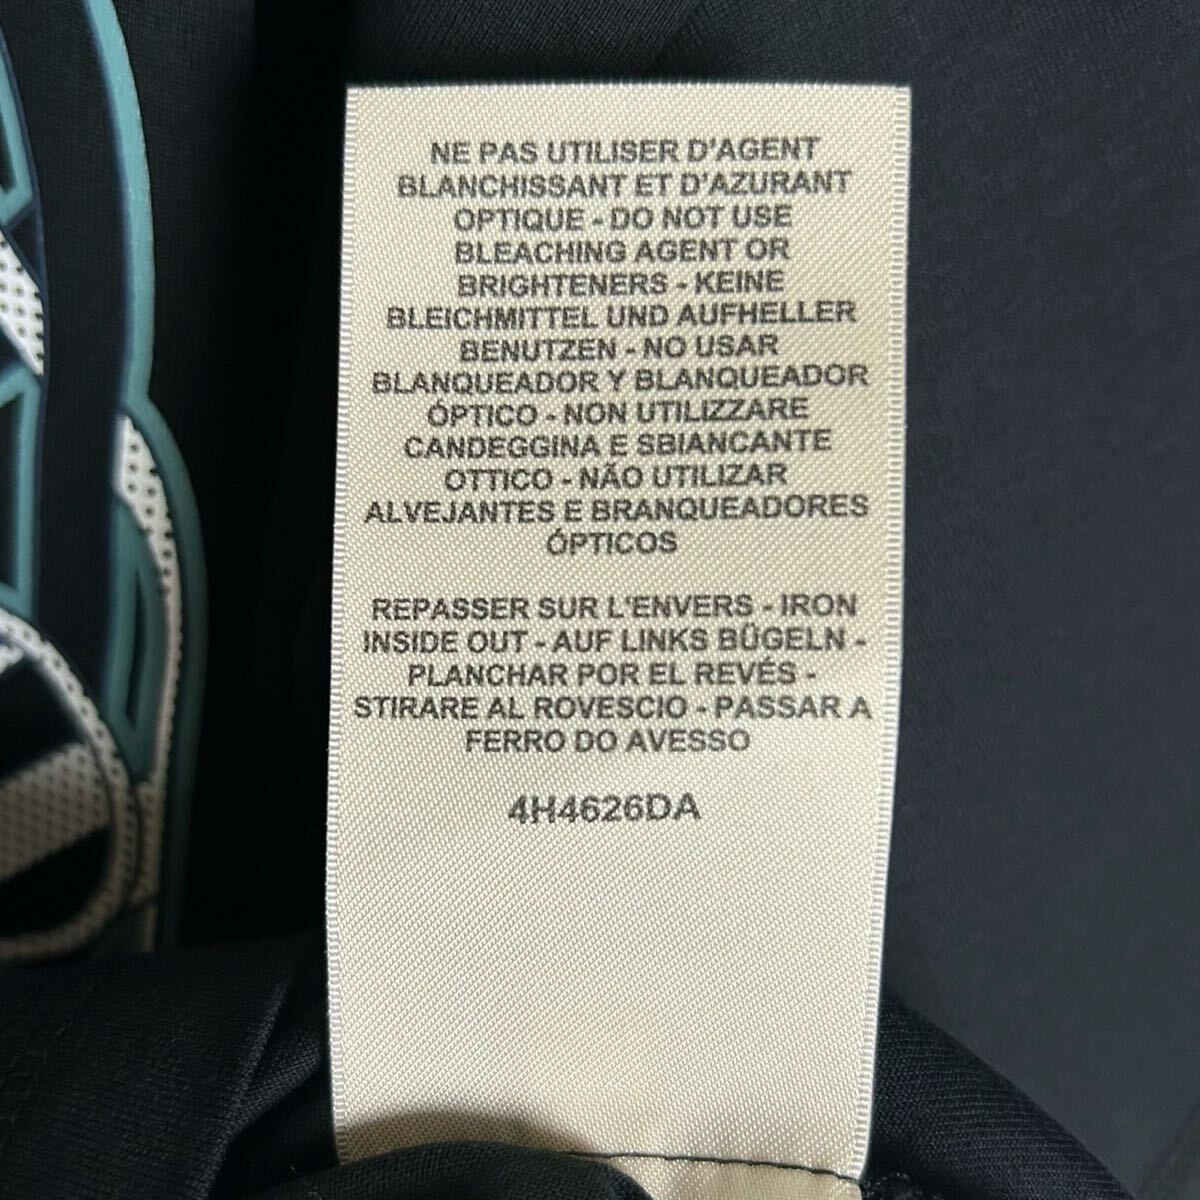 NE PAS UTILISER D'AGENT
BLANCHISSANT ET D'AZURANT
OPTIQUE - DO NOT USE
BLEACHING AGENT OR
BRIGHTENERS - KEINE
BLEICHMITTEL UND AUFHELLER
BENUTZEN - NO USAR
BLANQUEADOR Y BLANQUEADOR
ÓPTICO - NON UTILIZZARE
CANDEGGINA E SBIANCANTE
OTTICO - NÃO UTILIZAR
ALVEJANTES E BRANQUEADORES
ÓPTICOS
REPASSER SUR L'ENVERS - IRON
INSIDE OUT - AUF LINKS BÜGELN -
PLANCHAR POR EL REVÉS -
STIRARE AL ROVESCIO - PASSAR A
FERRO DO AVESSO
4H4626DA